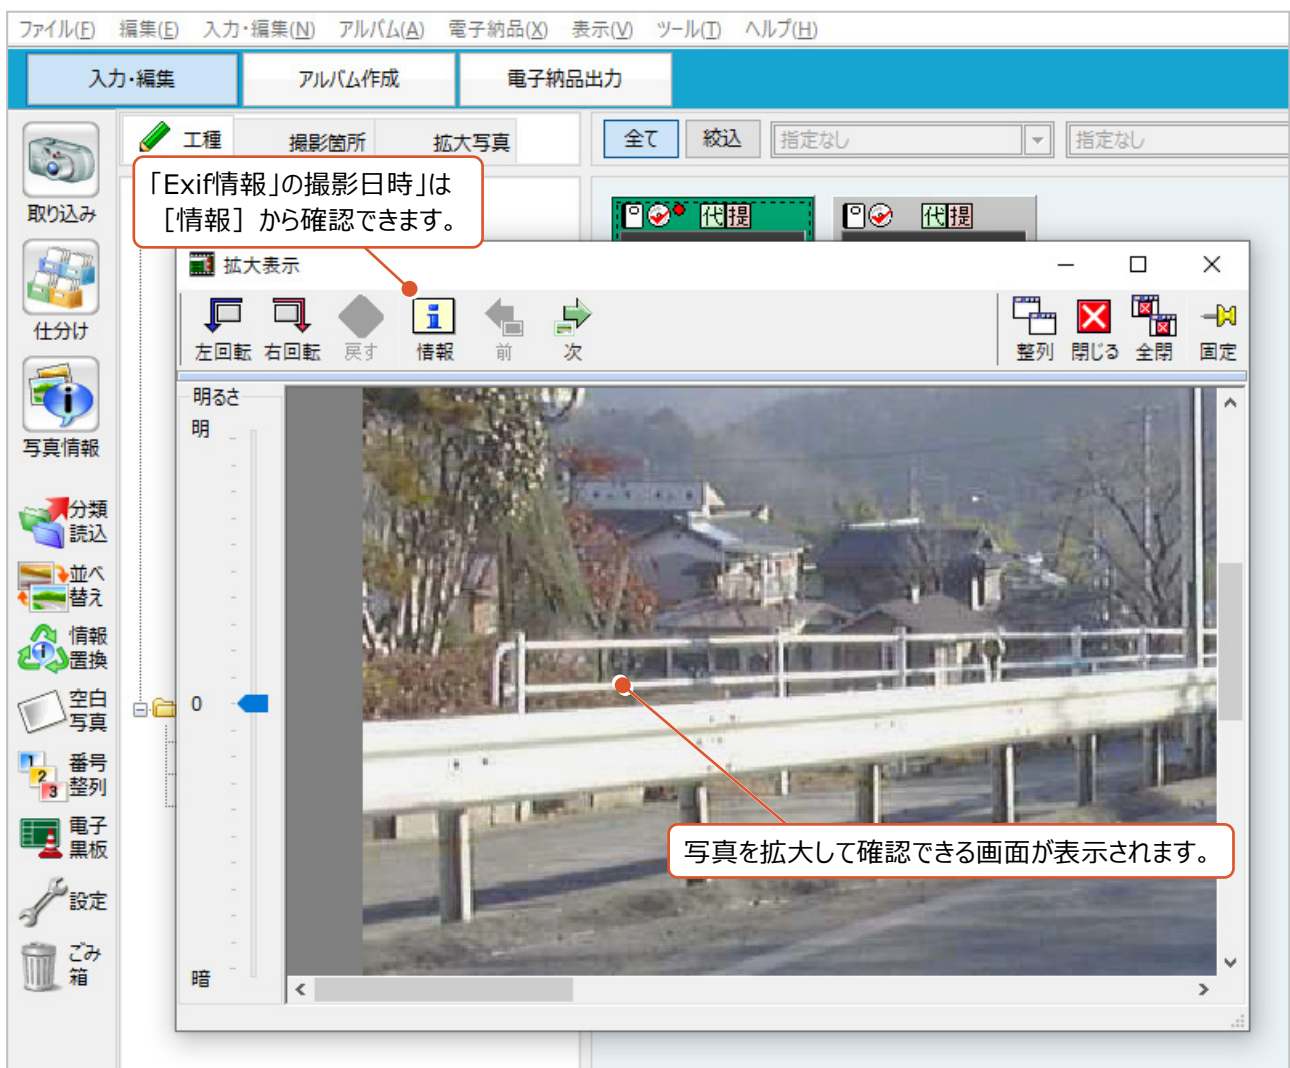 ファイル(F) 編集(E) 入力・編集(N) アルバム(A) 電子納品(X) 表示(V) ツール(T) ヘルプ(H)
入力・編集 アルバム作成 電子納品出力
工種 撮影箇所 拡大写真 全て 絞込 指定なし 指定なし
「Exif情報」の撮影日時」は
［情報］から確認できます。
代提 代提
取り込み
仕分け
写真情報
分類
読込
並べ
替え
情報
置換
空白
写真
番号
整列
電子
黒板
設定
ごみ
箱
拡大表示
左回転 右回転 戻す 情報 前 次 整列 閉じる 全閉 固定
明るさ
明
0
暗
写真を拡大して確認できる画面が表示されます。